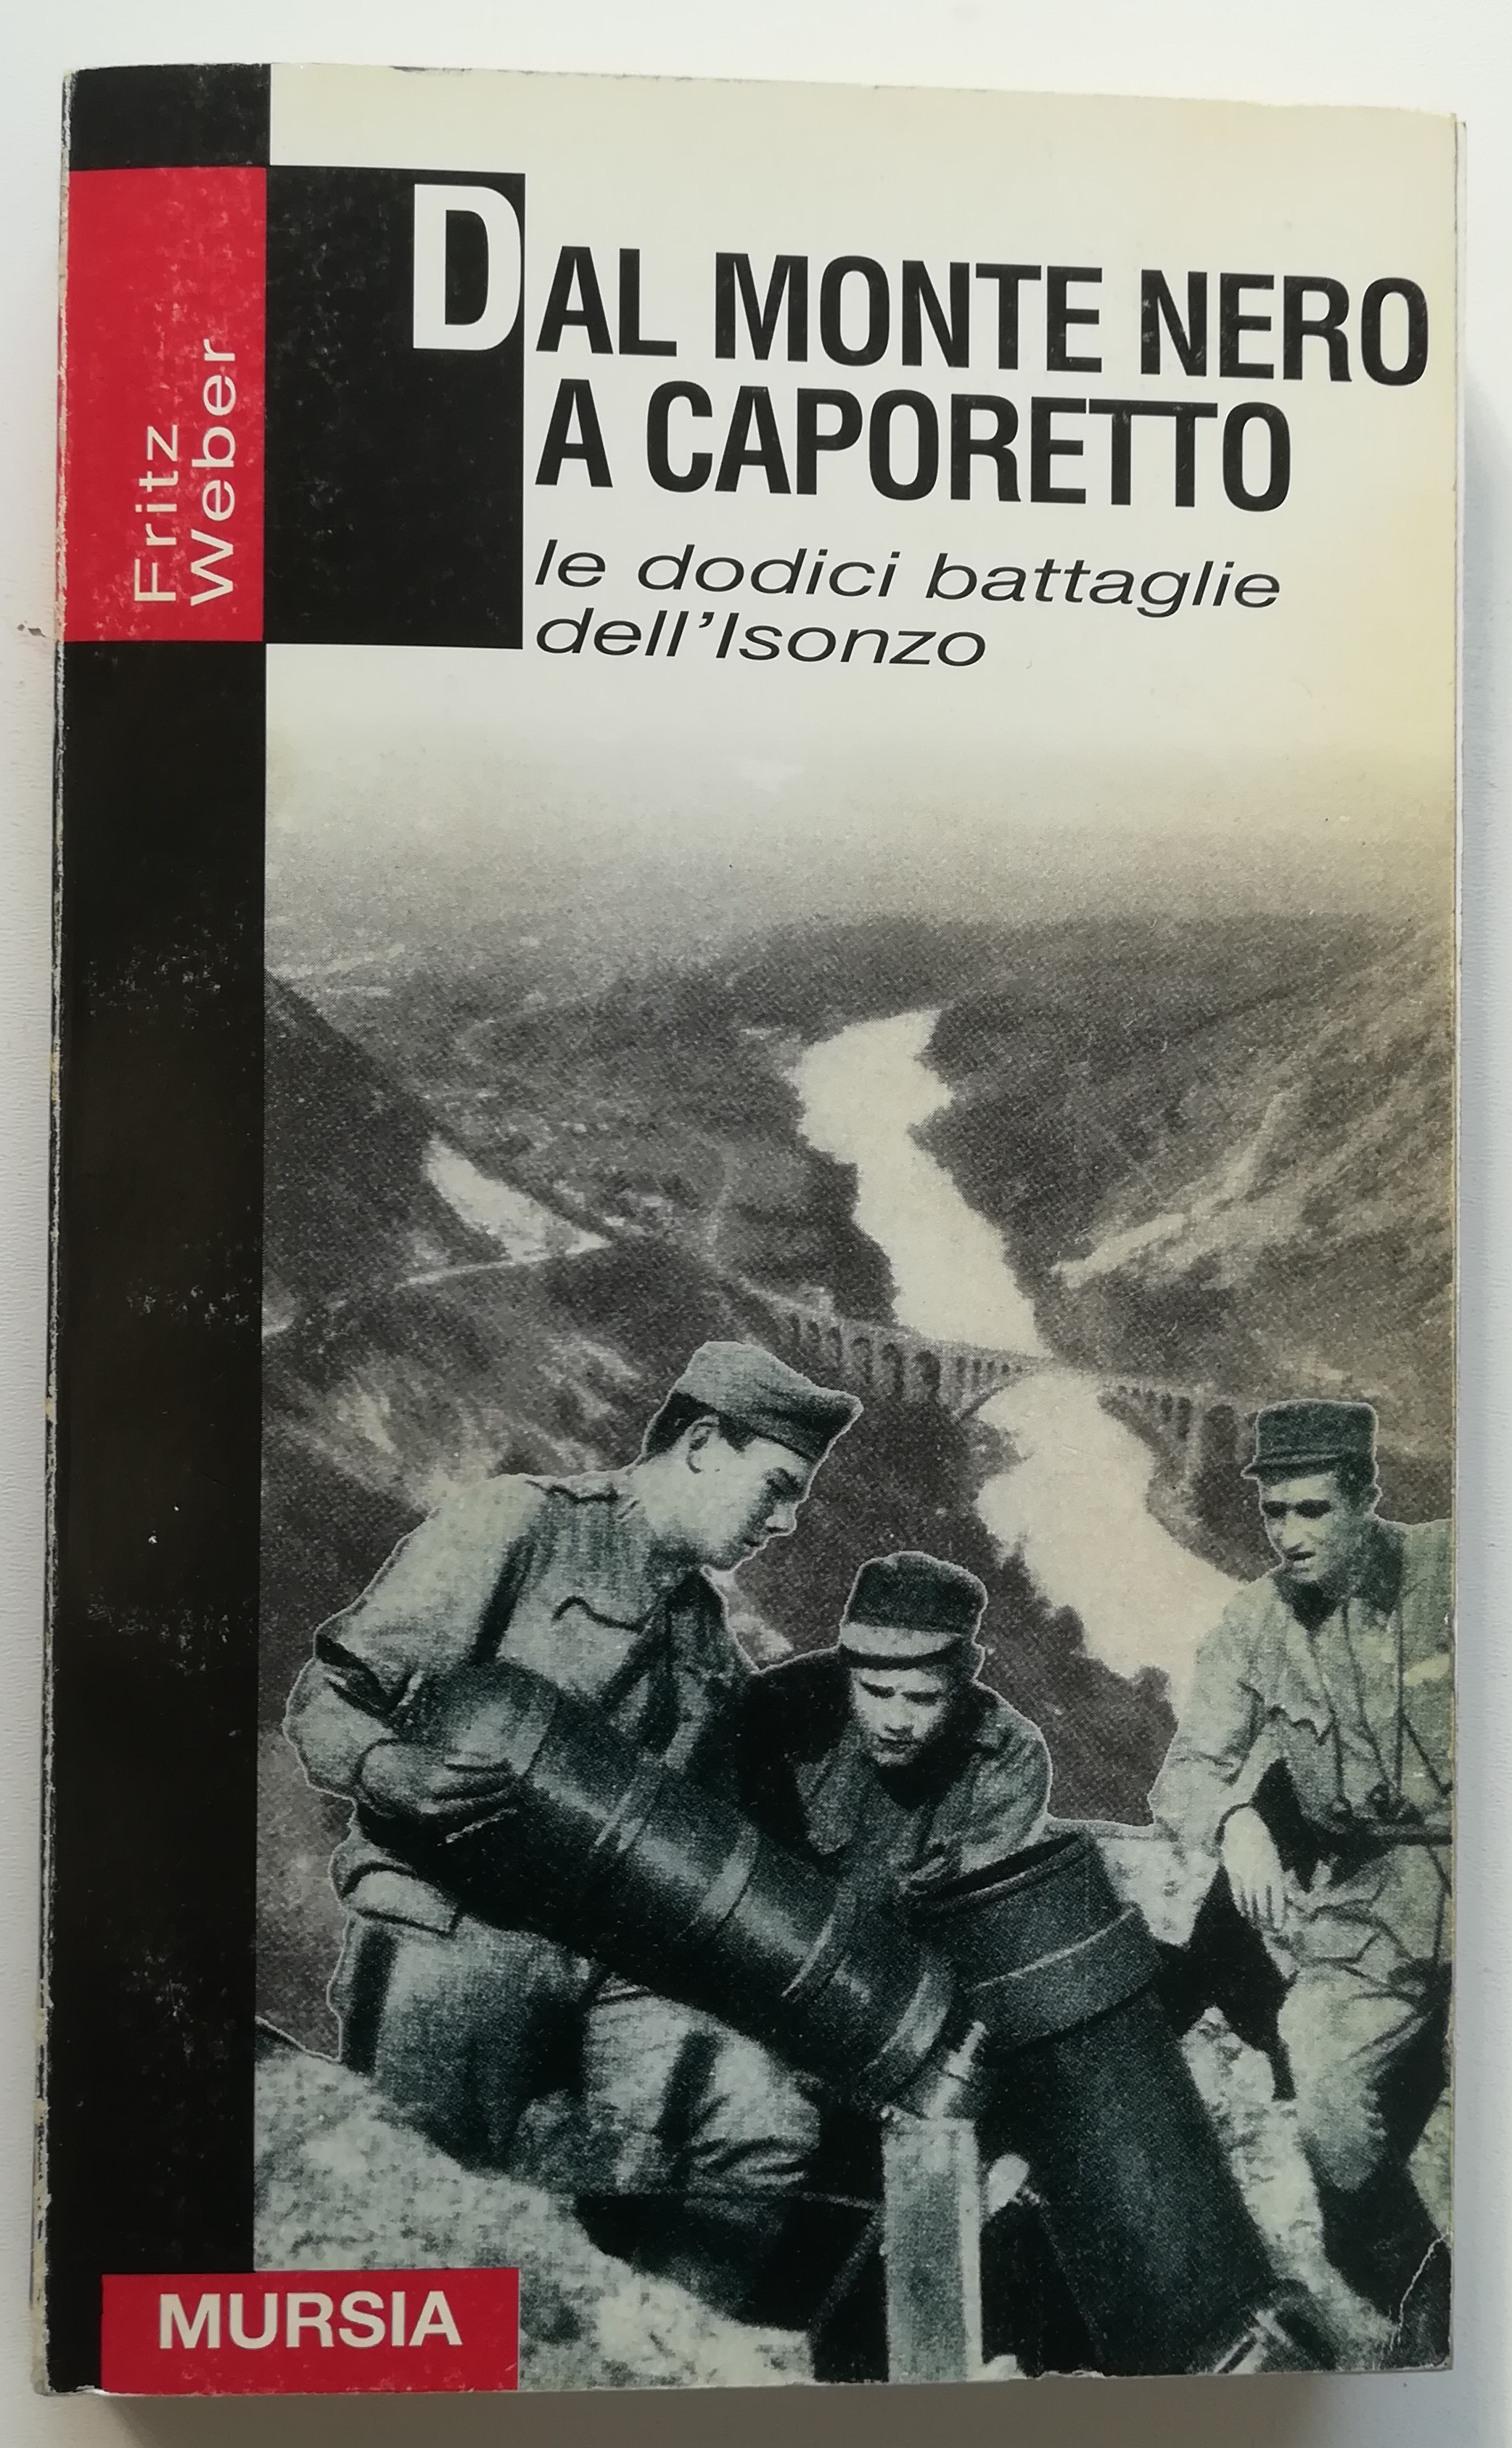 Fritz
Weber
DAL MONTE NERO
A CAPORETTO
le dodici battaglie
dell'Isonzo
MURSIA